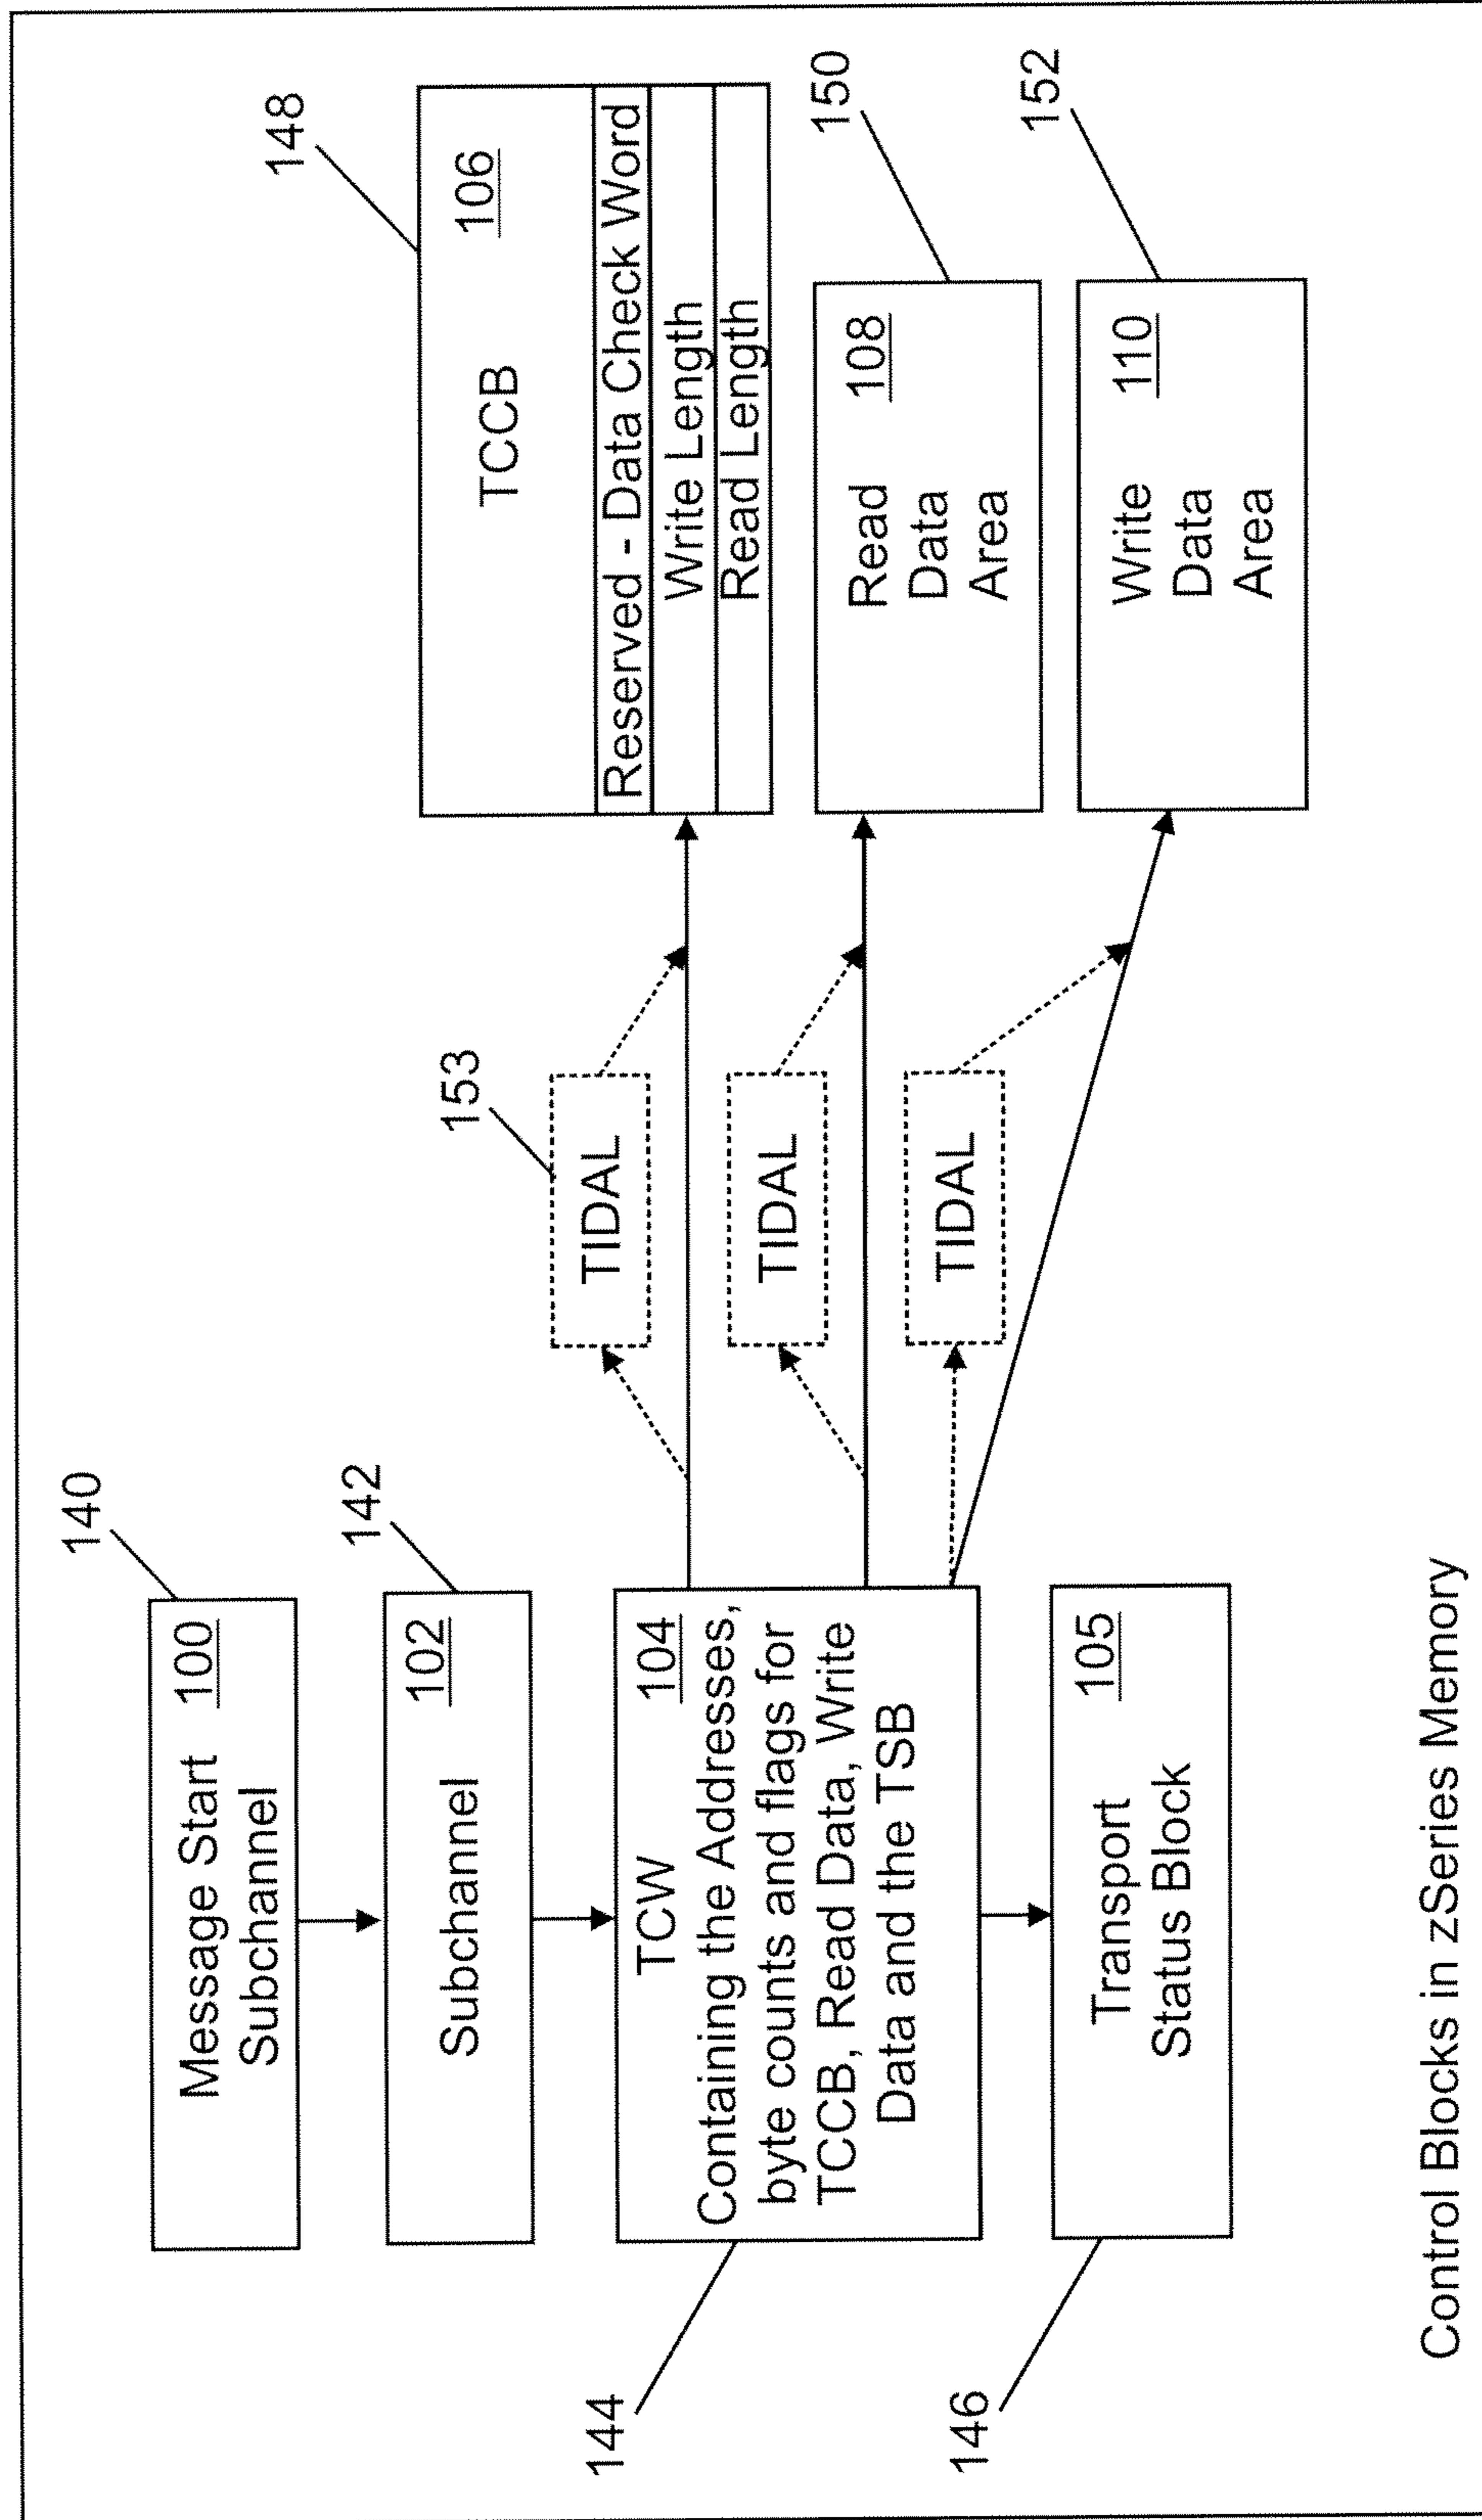 140
Message Start 100
Subchannel
142
Subchannel 102
144
TCW 104
Containing the Addresses,
byte counts and flags for
TCCB, Read Data, Write
Data and the TSB
146
Transport 105
Status Block
153
TIDAL
TIDAL
TIDAL
148
TCCB 106
Reserved - Data Check Word
Write Length
Read Length
150
Read 108
Data
Area
152
Write 110
Data
Area
Control Blocks in zSeries Memory